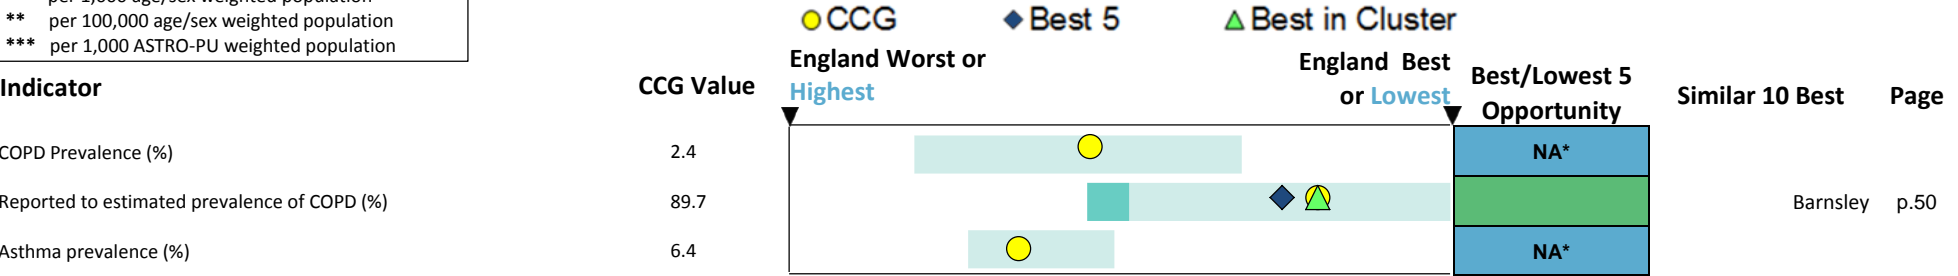 per 1,000 age/sex weighted population
** per 100,000 age/sex weighted population
*** per 1,000 ASTRO-PU weighted population
CCG Best 5 Best in Cluster
Indicator CCG Value England Worst or Highest England Best or Lowest Best/Lowest 5 Opportunity Similar 10 Best Page
COPD Prevalence (%) 2.4 NA*
Reported to estimated prevalence of COPD (%) 89.7 Barnsley p.50
Asthma prevalence (%) 6.4 NA*